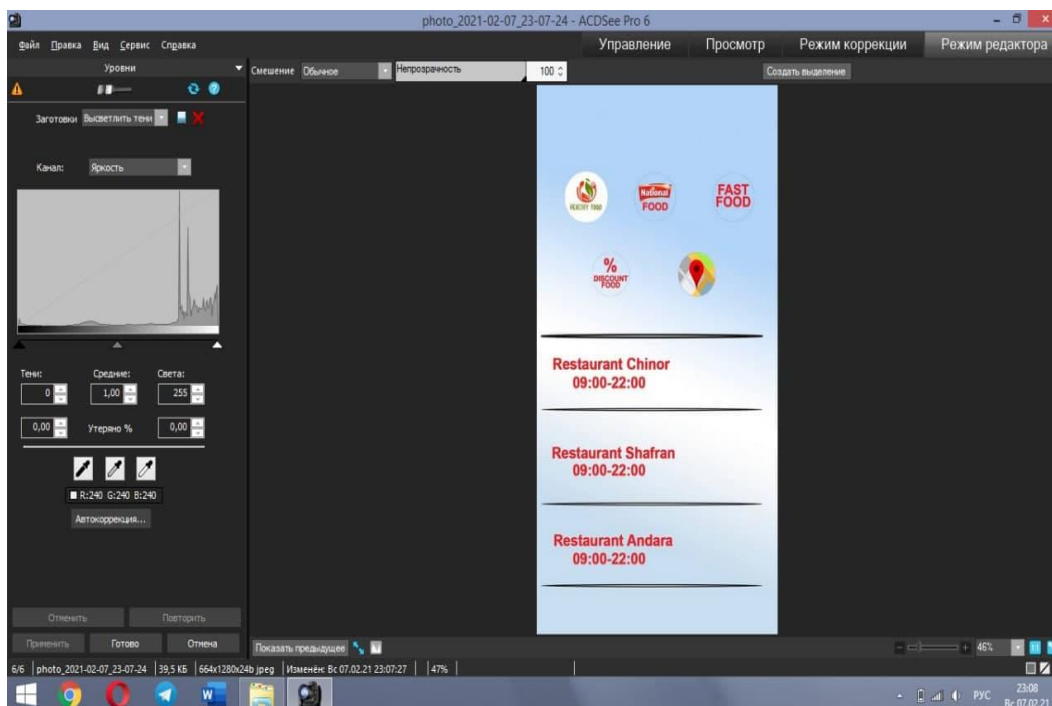 photo_2021-02-07_23-07-24 - ACDSee Pro 6
Файл Правка Вид Сервис Справка
Управление Просмотр Режим коррекции Режим редактора
Уровни
Смешение Обычное Непрозрачность 100
Создать выделение
Заготовки Высветлить тени
Канал: Яркость
Тени: Средние: Света:
0 1,00 255
0,00 Утеряно % 0,00
R:240 G:240 B:240
Автокоррекция...
Отменить Повторить
Применить Готово Отмена
HEALTHY FOOD
National
FOOD
FAST
FOOD
%
DISCOUNT
FOOD
Restaurant Chinor
09:00-22:00
Restaurant Shafran
09:00-22:00
Restaurant Andara
09:00-22:00
Показать предыдущее
46%
6/6 photo_2021-02-07_23-07-24 39,5 КБ 664x1280x24b jpeg Изменён: Вс 07.02.21 23:07:27 47%
W
РУС
23:08
Вс 07.02.21